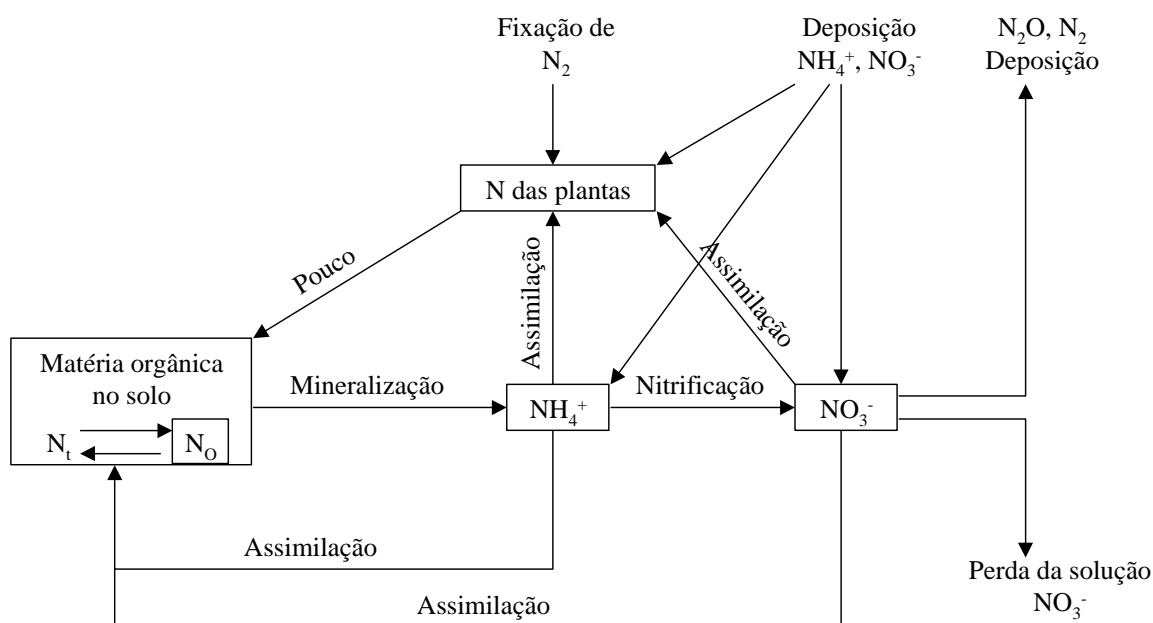 Fixação de
N₂
Deposição
NH₄⁺, NO₃⁻
N₂O, N₂
Deposição
N das plantas
Pouco
Assimilação
Assimilação
Matéria orgânica
no solo
Nₜ
N_O
Mineralização
NH₄⁺
Nitrificação
NO₃⁻
Assimilação
Assimilação
Perda da solução
NO₃⁻